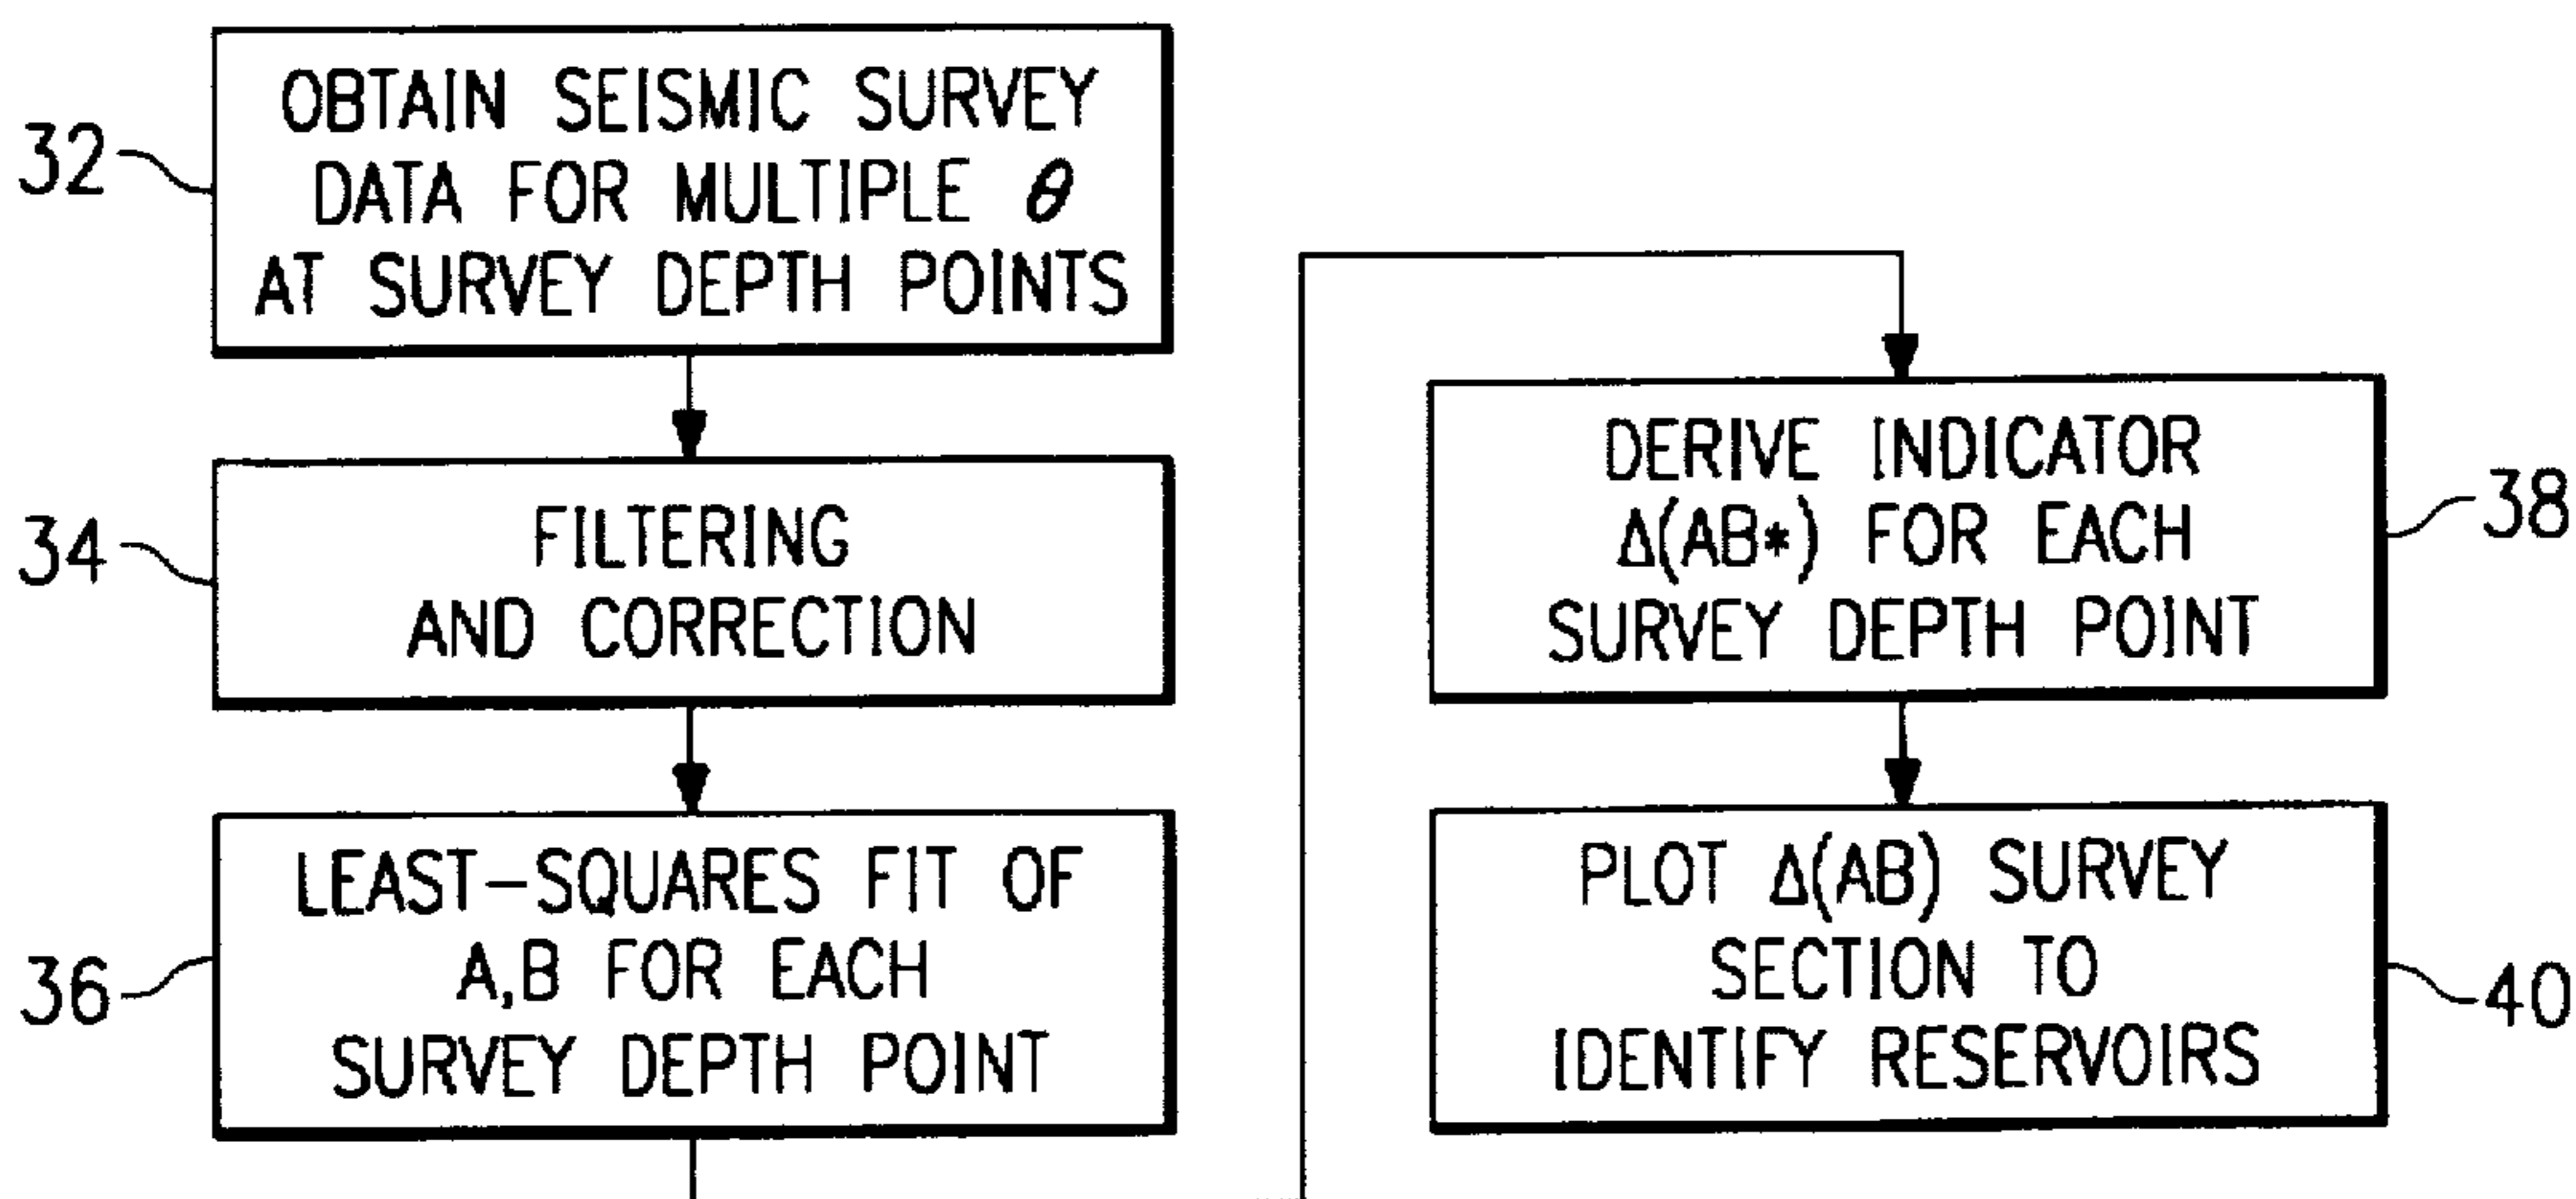 32
OBTAIN SEISMIC SURVEY
DATA FOR MULTIPLE θ
AT SURVEY DEPTH POINTS
34
FILTERING
AND CORRECTION
36
LEAST-SQUARES FIT OF
A,B FOR EACH
SURVEY DEPTH POINT
38
DERIVE INDICATOR
Δ(AB*) FOR EACH
SURVEY DEPTH POINT
40
PLOT Δ(AB) SURVEY
SECTION TO
IDENTIFY RESERVOIRS